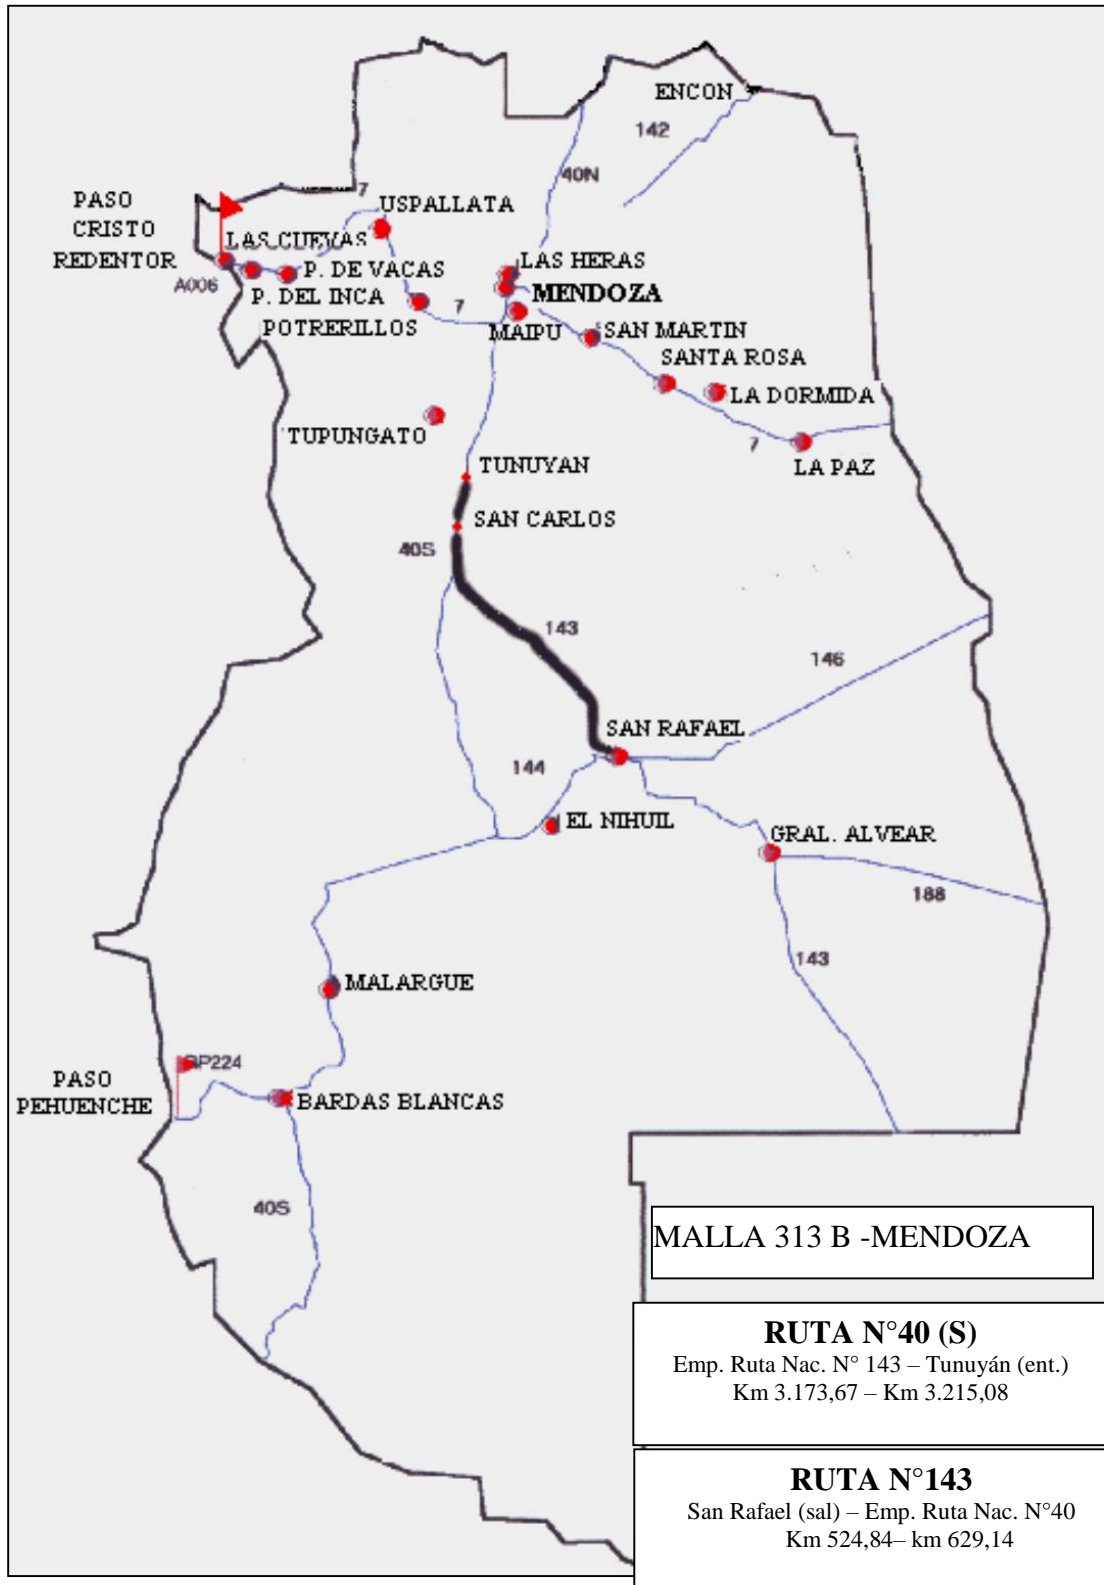 ENCON
142
40N
7
PASO
CRISTO
REDENTOR
USPALLATA
LAS CUEVAS
A006
P. DE VACAS
P. DEL INCA
POTRERILLOS
7
LAS HERAS
MENDOZA
MAIPU
SAN MARTIN
SANTA ROSA
LA DORMIDA
7
LA PAZ
TUPUNGATO
TUNUYAN
SAN CARLOS
40S
143
146
SAN RAFAEL
144
EL NIHUIL
GRAL. ALVEAR
188
143
MALARGUE
RP224
PASO
PEHUENCHE
BARDAS BLANCAS
40S
MALLA 313 B -MENDOZA
RUTA N°40 (S)
Emp. Ruta Nac. N° 143 – Tunuyán (ent.)
Km 3.173,67 – Km 3.215,08
RUTA N°143
San Rafael (sal) – Emp. Ruta Nac. N°40
Km 524,84– km 629,14